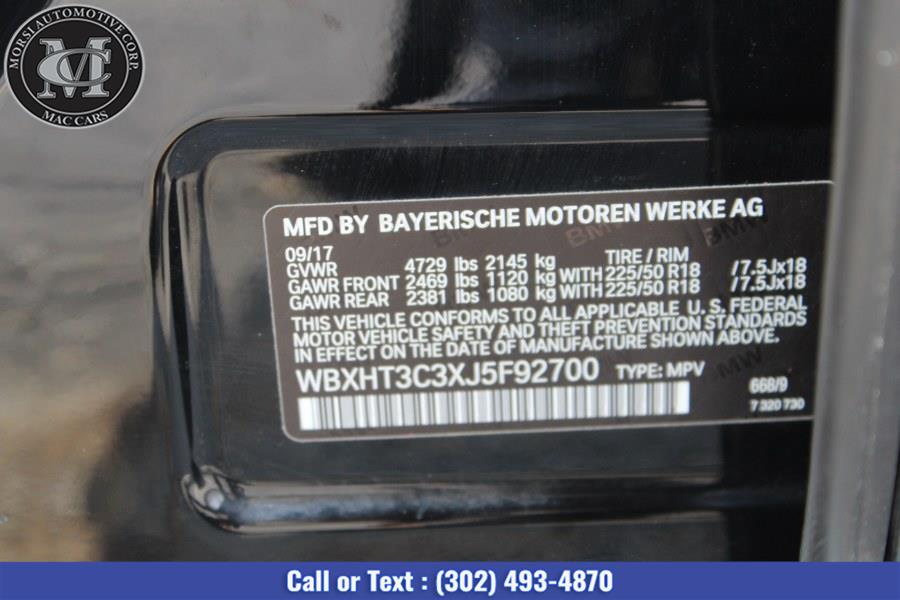 MORSI AUTOMOTIVE CORP.
MC
MAC CARS
MFD BY BAYERISCHE MOTOREN WERKE AG
09/17
GVWR 4729 lbs 2145 kg TIRE / RIM
GAWR FRONT 2469 lbs 1120 kg WITH 225/50 R18 /7.5Jx18
GAWR REAR 2381 lbs 1080 kg WITH 225/50 R18 /7.5Jx18
THIS VEHICLE CONFORMS TO ALL APPLICABLE U. S. FEDERAL
MOTOR VEHICLE SAFETY AND THEFT PREVENTION STANDARDS
IN EFFECT ON THE DATE OF MANUFACTURE SHOWN ABOVE.
WBXHT3C3XJ5F92700 TYPE: MPV
668/9
7 320 730
Call or Text : (302) 493-4870